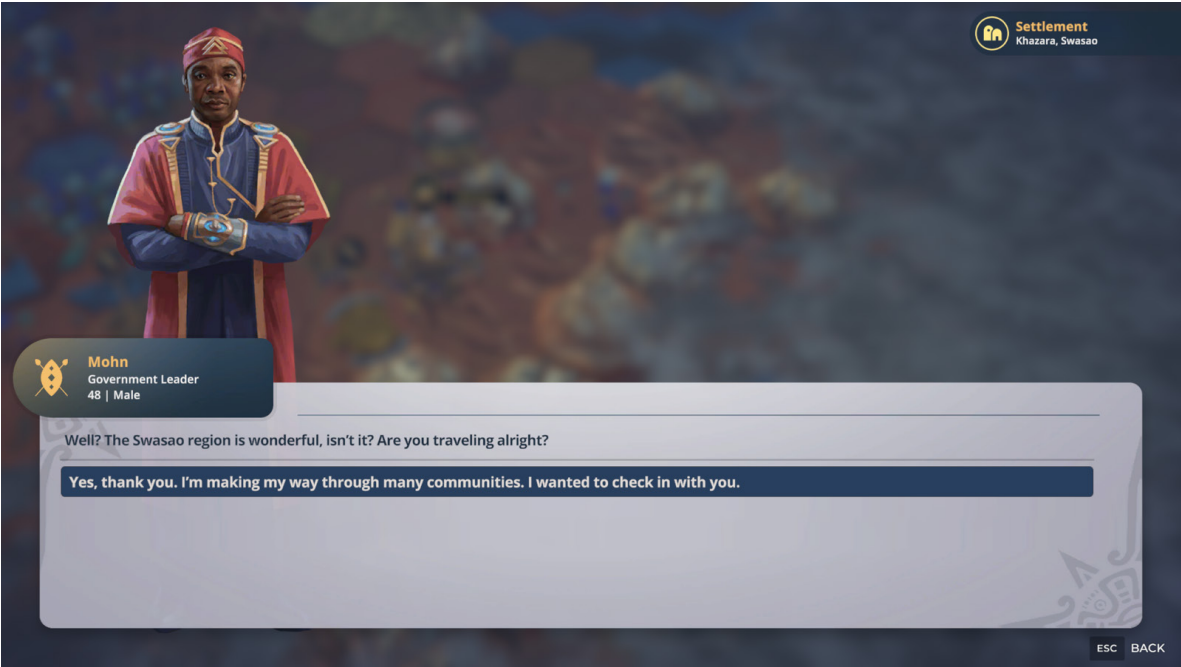 Settlement
Khazara, Swasao
Mohn
Government Leader
48 | Male
Well? The Swasao region is wonderful, isn't it? Are you traveling alright?
Yes, thank you. I'm making my way through many communities. I wanted to check in with you.
ESC BACK